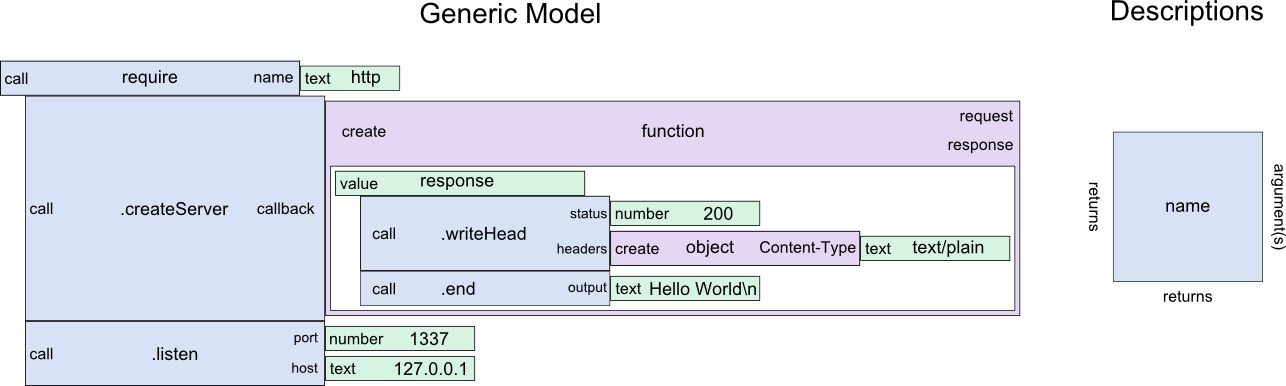 Generic Model
Descriptions
call require name text http
create function request
response
value response
call .createServer callback
call .writeHead status number 200
headers create object Content-Type text text/plain
call .end output text Hello World\n
call .listen port number 1337
host text 127.0.0.1
returns
name
argument(s)
returns